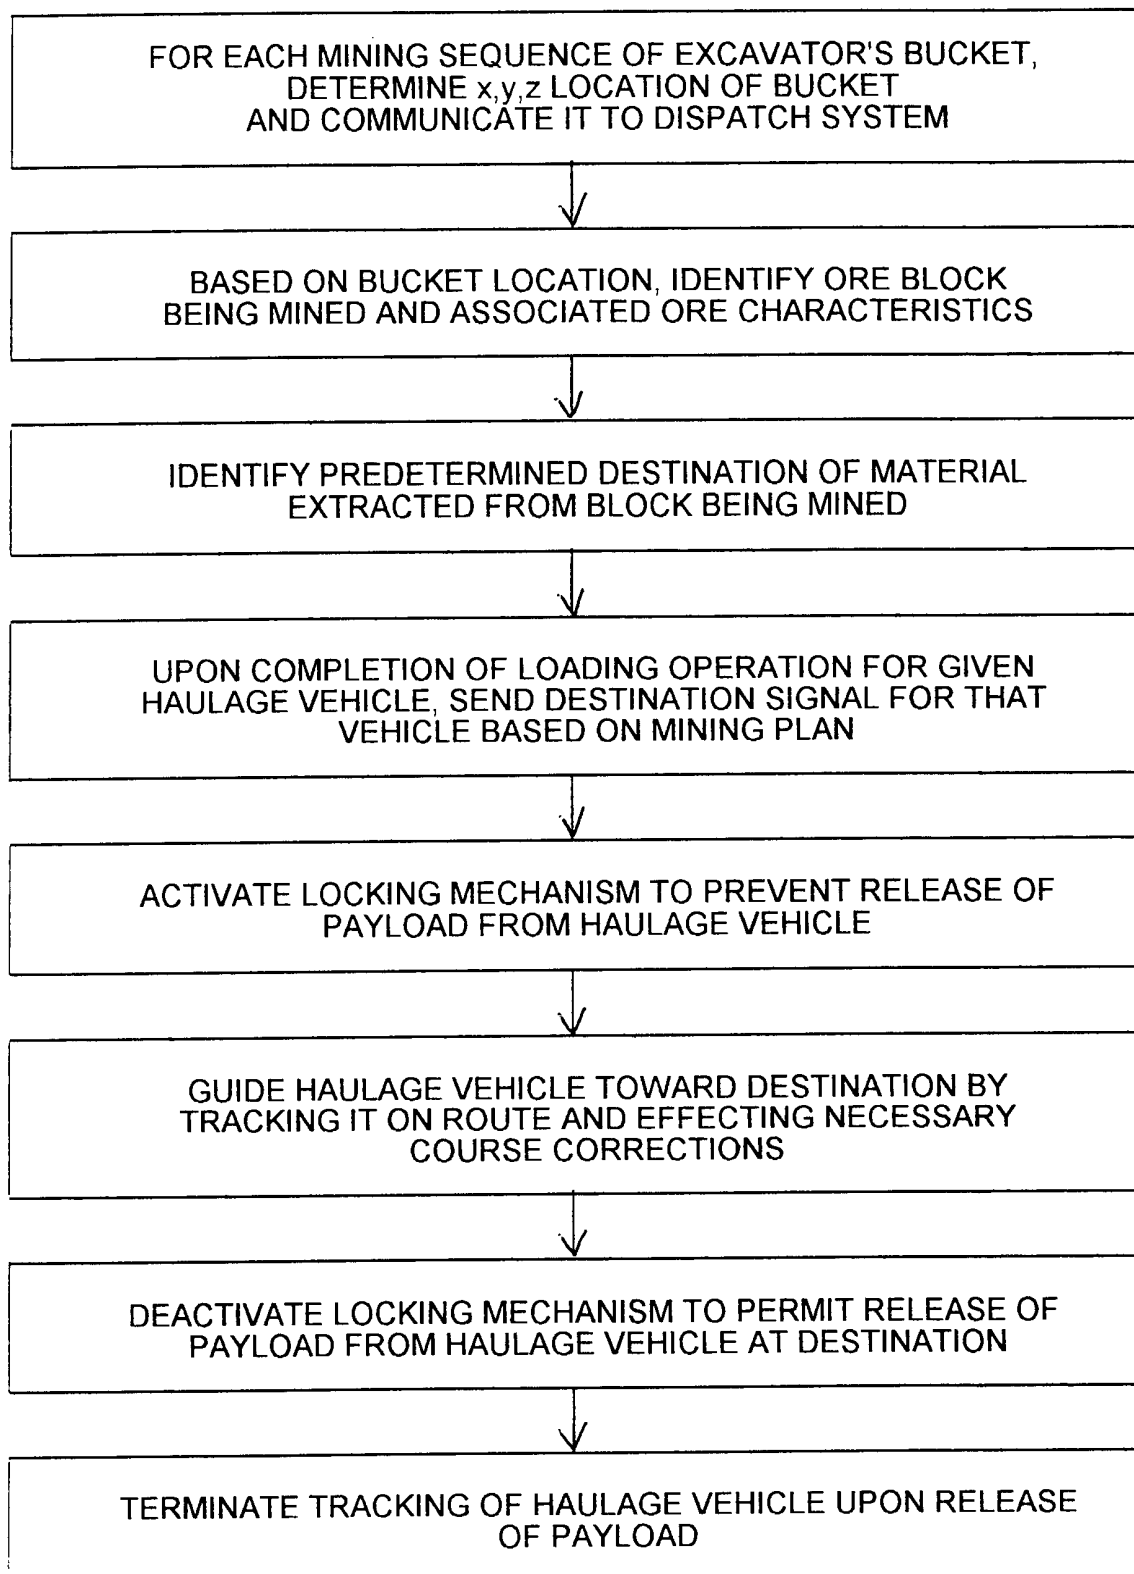 FOR EACH MINING SEQUENCE OF EXCAVATOR'S BUCKET,
DETERMINE x,y,z LOCATION OF BUCKET
AND COMMUNICATE IT TO DISPATCH SYSTEM
BASED ON BUCKET LOCATION, IDENTIFY ORE BLOCK
BEING MINED AND ASSOCIATED ORE CHARACTERISTICS
IDENTIFY PREDETERMINED DESTINATION OF MATERIAL
EXTRACTED FROM BLOCK BEING MINED
UPON COMPLETION OF LOADING OPERATION FOR GIVEN
HAULAGE VEHICLE, SEND DESTINATION SIGNAL FOR THAT
VEHICLE BASED ON MINING PLAN
ACTIVATE LOCKING MECHANISM TO PREVENT RELEASE OF
PAYLOAD FROM HAULAGE VEHICLE
GUIDE HAULAGE VEHICLE TOWARD DESTINATION BY
TRACKING IT ON ROUTE AND EFFECTING NECESSARY
COURSE CORRECTIONS
DEACTIVATE LOCKING MECHANISM TO PERMIT RELEASE OF
PAYLOAD FROM HAULAGE VEHICLE AT DESTINATION
TERMINATE TRACKING OF HAULAGE VEHICLE UPON RELEASE
OF PAYLOAD